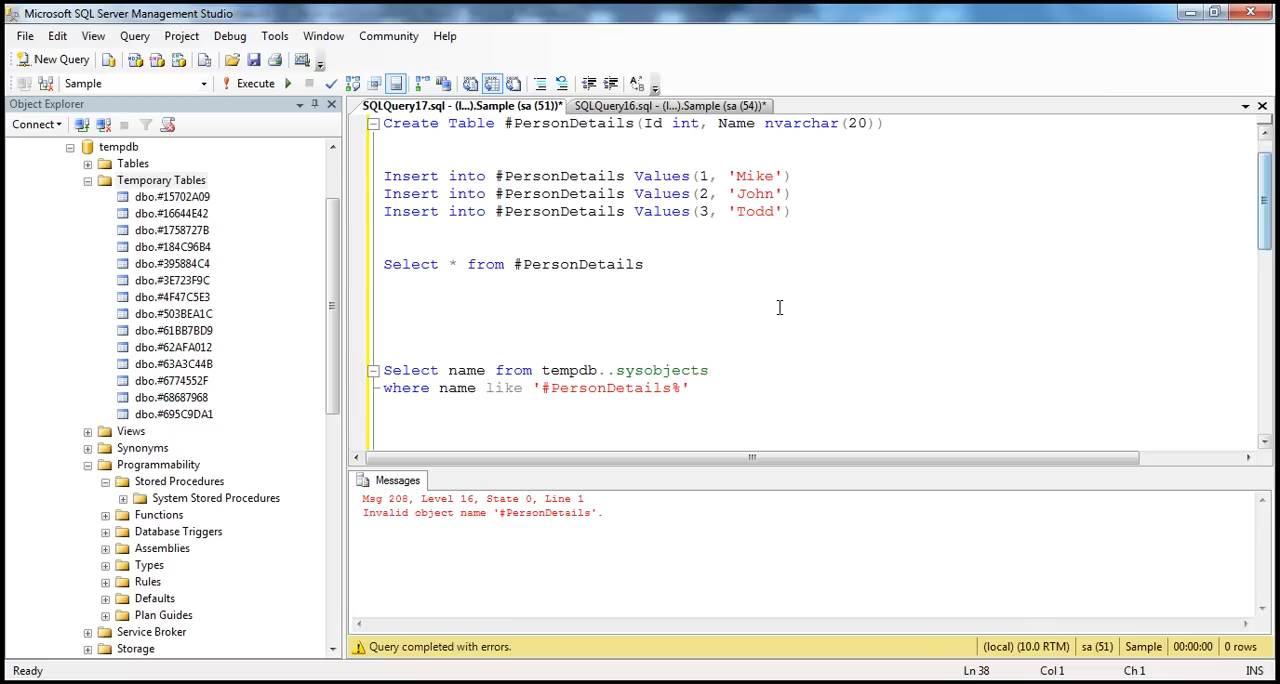 Microsoft SQL Server Management Studio
File Edit View Query Project Debug Tools Window Community Help
New Query
Sample Execute
Object Explorer
SQLQuery17.sql - (l...).Sample (sa (51))* SQLQuery16.sql - (l...).Sample (sa (54))*
Connect
tempdb
Tables
Temporary Tables
dbo.#15702A09
dbo.#16644E42
dbo.#1758727B
dbo.#184C96B4
dbo.#395884C4
dbo.#3E723F9C
dbo.#4F47C5E3
dbo.#503BEA1C
dbo.#61BB7BD9
dbo.#62AFA012
dbo.#63A3C44B
dbo.#6774552F
dbo.#68687968
dbo.#695C9DA1
Views
Synonyms
Programmability
Stored Procedures
System Stored Procedures
Functions
Database Triggers
Assemblies
Types
Rules
Defaults
Plan Guides
Service Broker
Storage
Create Table #PersonDetails(Id int, Name nvarchar(20))
Insert into #PersonDetails Values(1, 'Mike')
Insert into #PersonDetails Values(2, 'John')
Insert into #PersonDetails Values(3, 'Todd')
Select * from #PersonDetails
Select name from tempdb..sysobjects
where name like '#PersonDetails%'
Messages
Msg 208, Level 16, State 0, Line 1
Invalid object name '#PersonDetails'.
Query completed with errors. (local) (10.0 RTM) sa (51) Sample 00:00:00 0 rows
Ready Ln 38 Col 1 Ch 1 INS